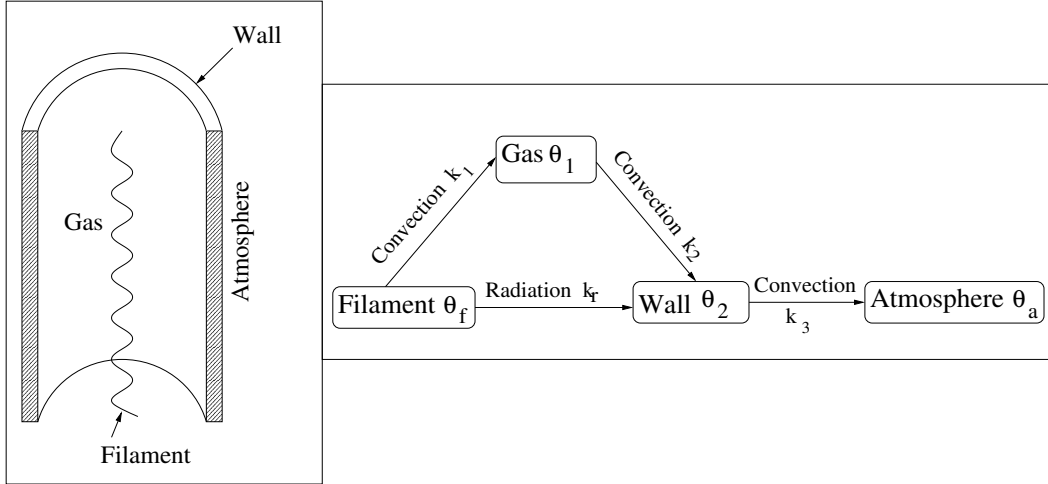 Wall
Gas
Atmosphere
Filament
Gas θ1
Convection k1
Convection k2
Filament θf
Radiation kr
Wall θ2
Convection
k3
Atmosphere θa